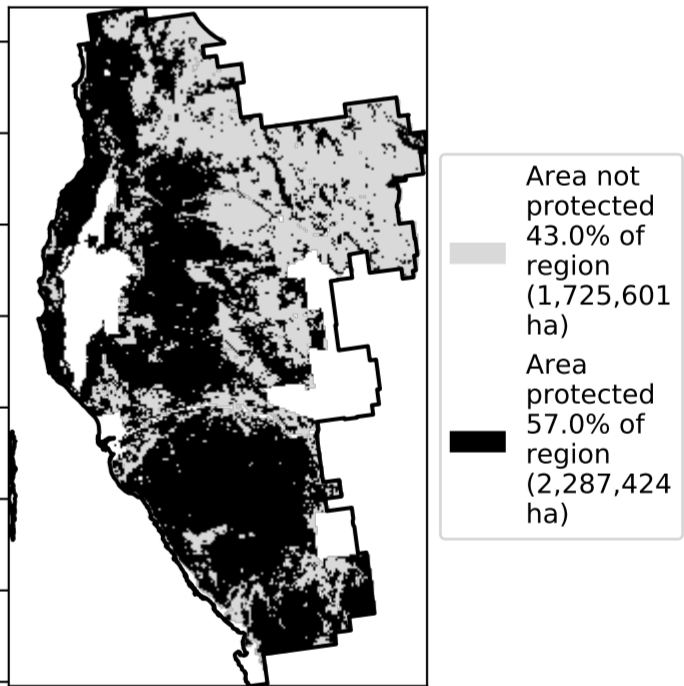 Area not
protected
43.0% of
region
(1,725,601
ha)
Area
protected
57.0% of
region
(2,287,424
ha)